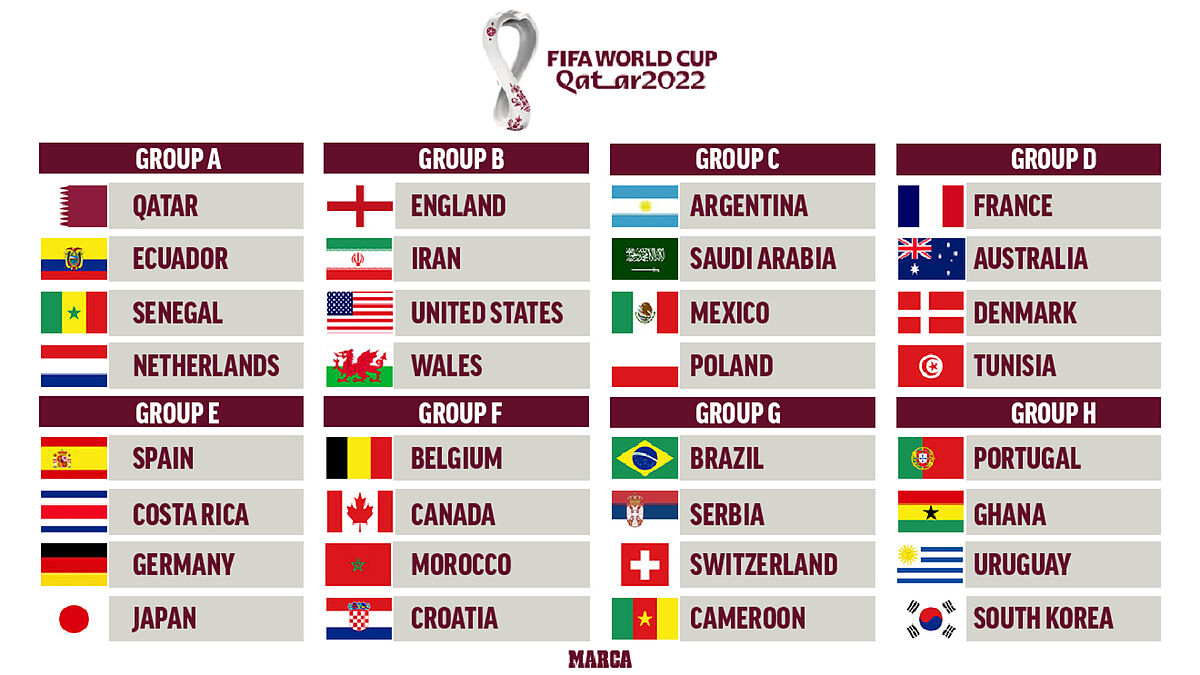 FIFA WORLD CUP
Qatar2022
GROUP A
QATAR
ECUADOR
SENEGAL
NETHERLANDS
GROUP B
ENGLAND
IRAN
UNITED STATES
WALES
GROUP C
ARGENTINA
SAUDI ARABIA
MEXICO
POLAND
GROUP D
FRANCE
AUSTRALIA
DENMARK
TUNISIA
GROUP E
SPAIN
COSTA RICA
GERMANY
JAPAN
GROUP F
BELGIUM
CANADA
MOROCCO
CROATIA
GROUP G
BRAZIL
SERBIA
SWITZERLAND
CAMEROON
GROUP H
PORTUGAL
GHANA
URUGUAY
SOUTH KOREA
MARCA